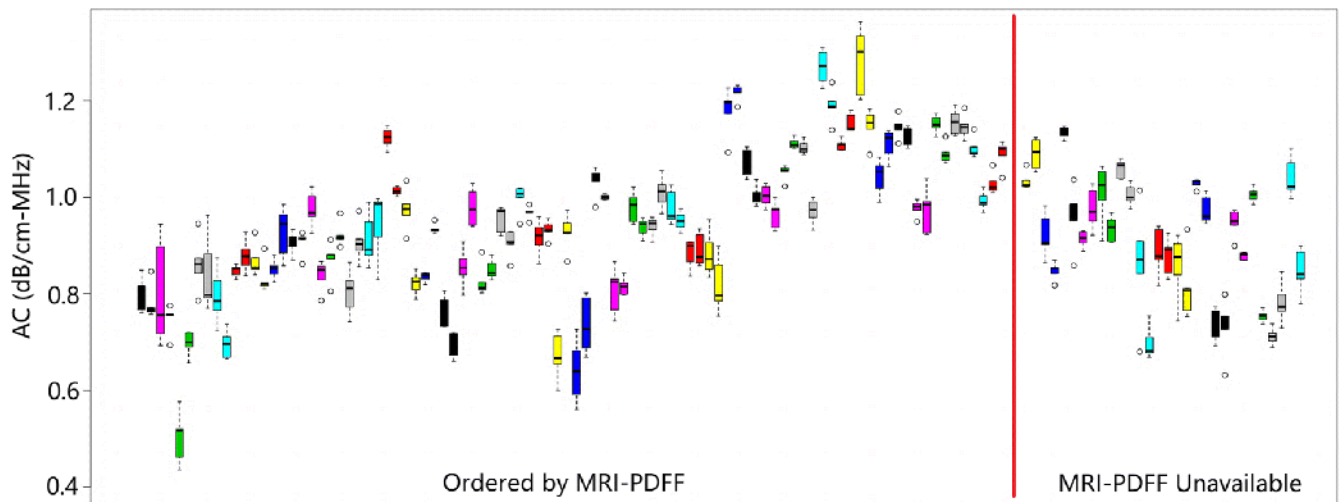 AC (dB/cm-MHz)
1.2
1.0
0.8
0.6
0.4
Ordered by MRI-PDFF
MRI-PDFF Unavailable